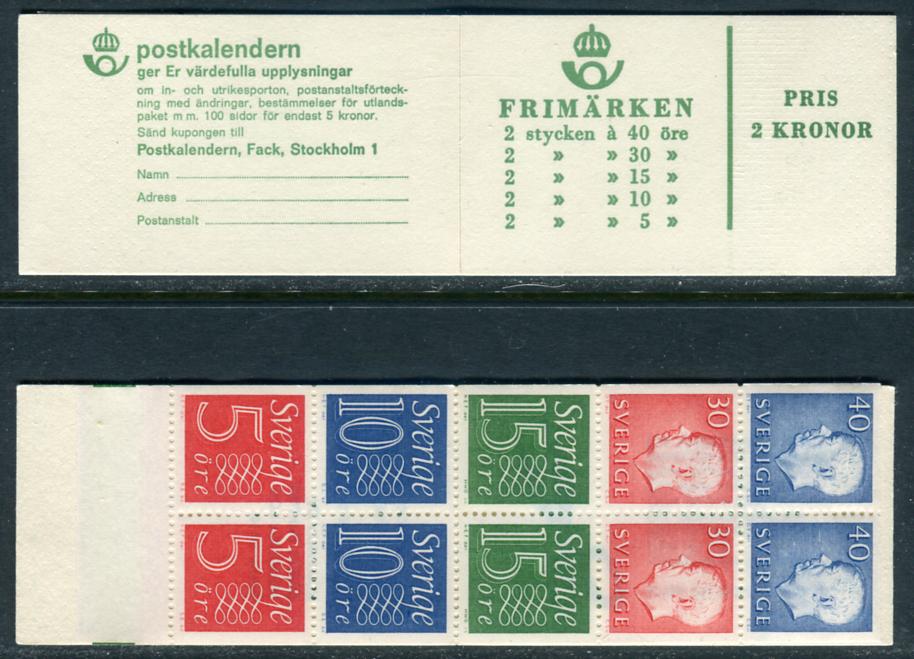 postkalendern
ger Er värdefulla upplysningar
om in- och utrikesporton, postanstaltsförteck-
ning med ändringar, bestämmelser för utlands-
paket m m. 100 sidor för endast 5 kronor.
Sänd kupongen till
Postkalendern, Fack, Stockholm 1
Namn
Adress
Postanstalt
FRIMÄRKEN
2 stycken à 40 öre
2 » » 30 »
2 » » 15 »
2 » » 10 »
2 » » 5 »
PRIS
2 KRONOR
Sverige
5
öre
Sverige
10
öre
Sverige
15
öre
30
SVERIGE
40
SVERIGE
Sverige
5
öre
Sverige
10
öre
Sverige
15
öre
30
SVERIGE
40
SVERIGE